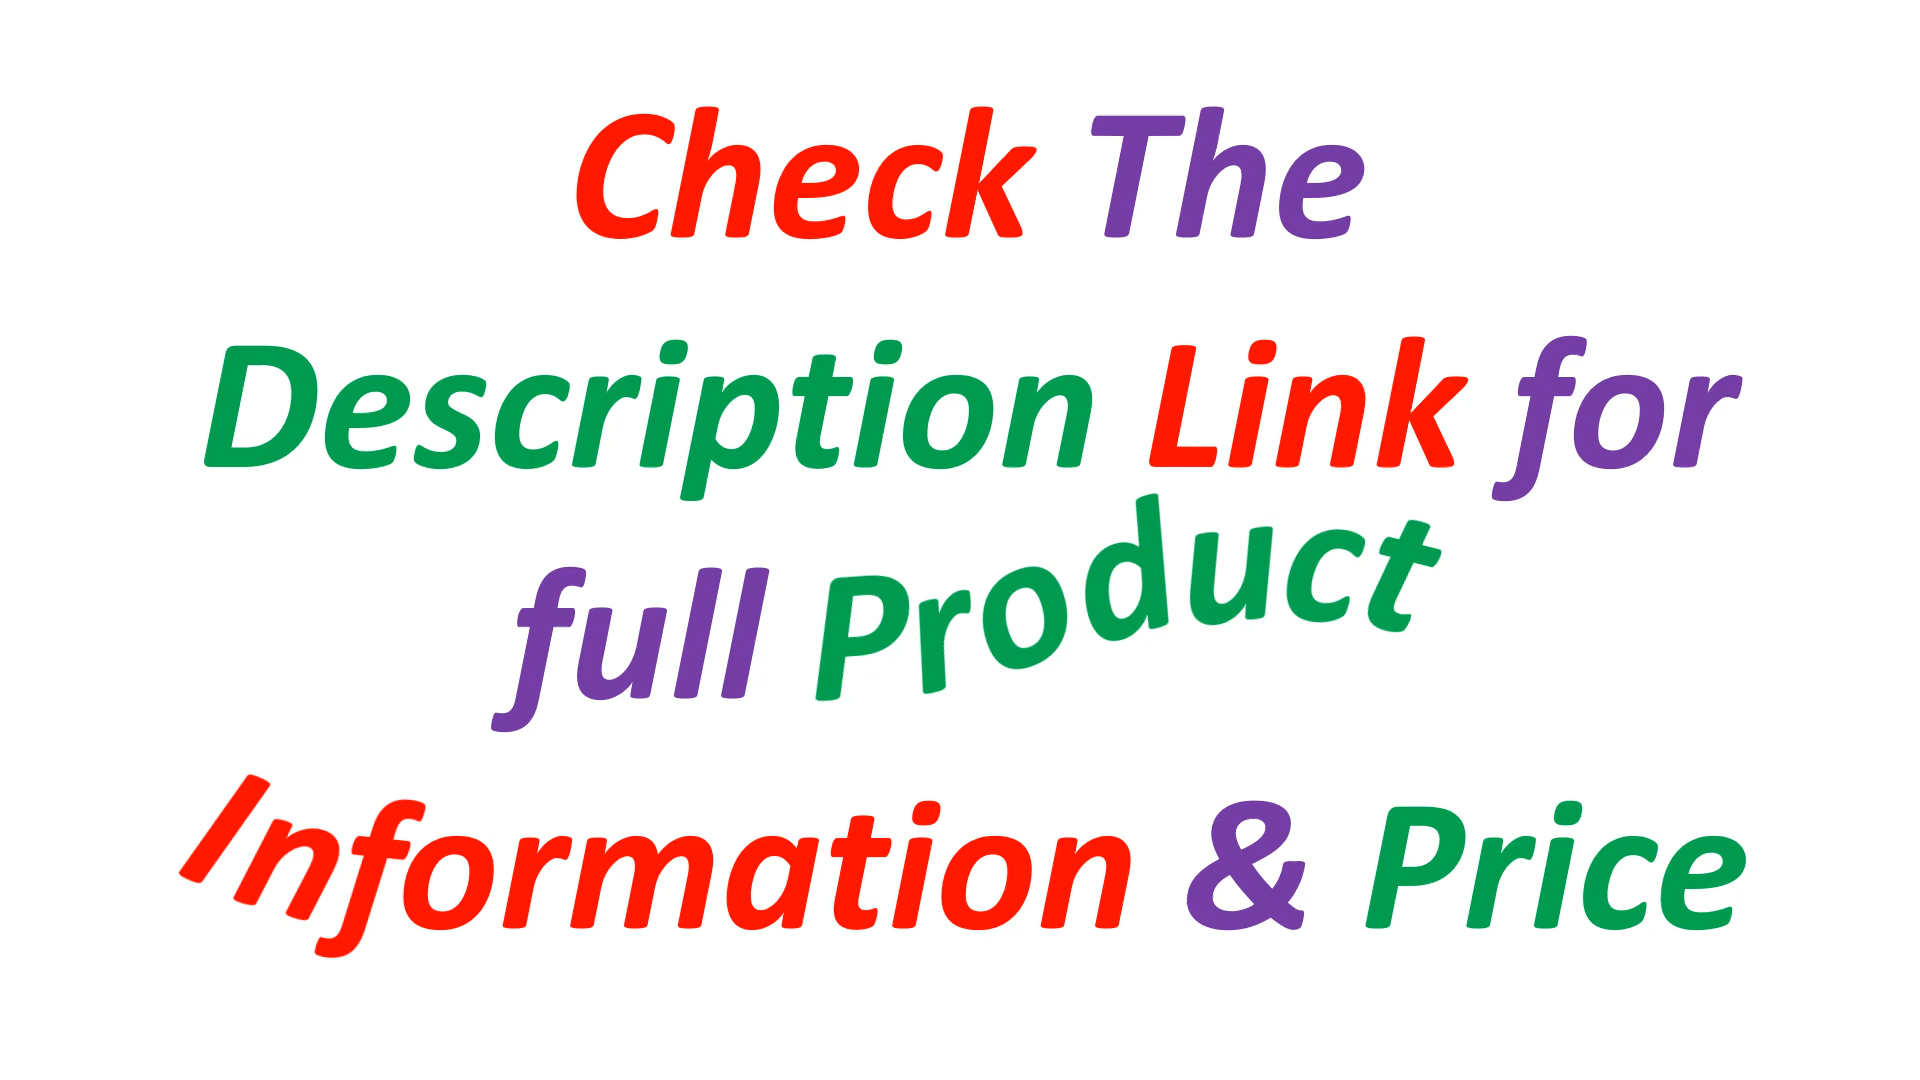 Check The
Description Link for
full Product
Information & Price